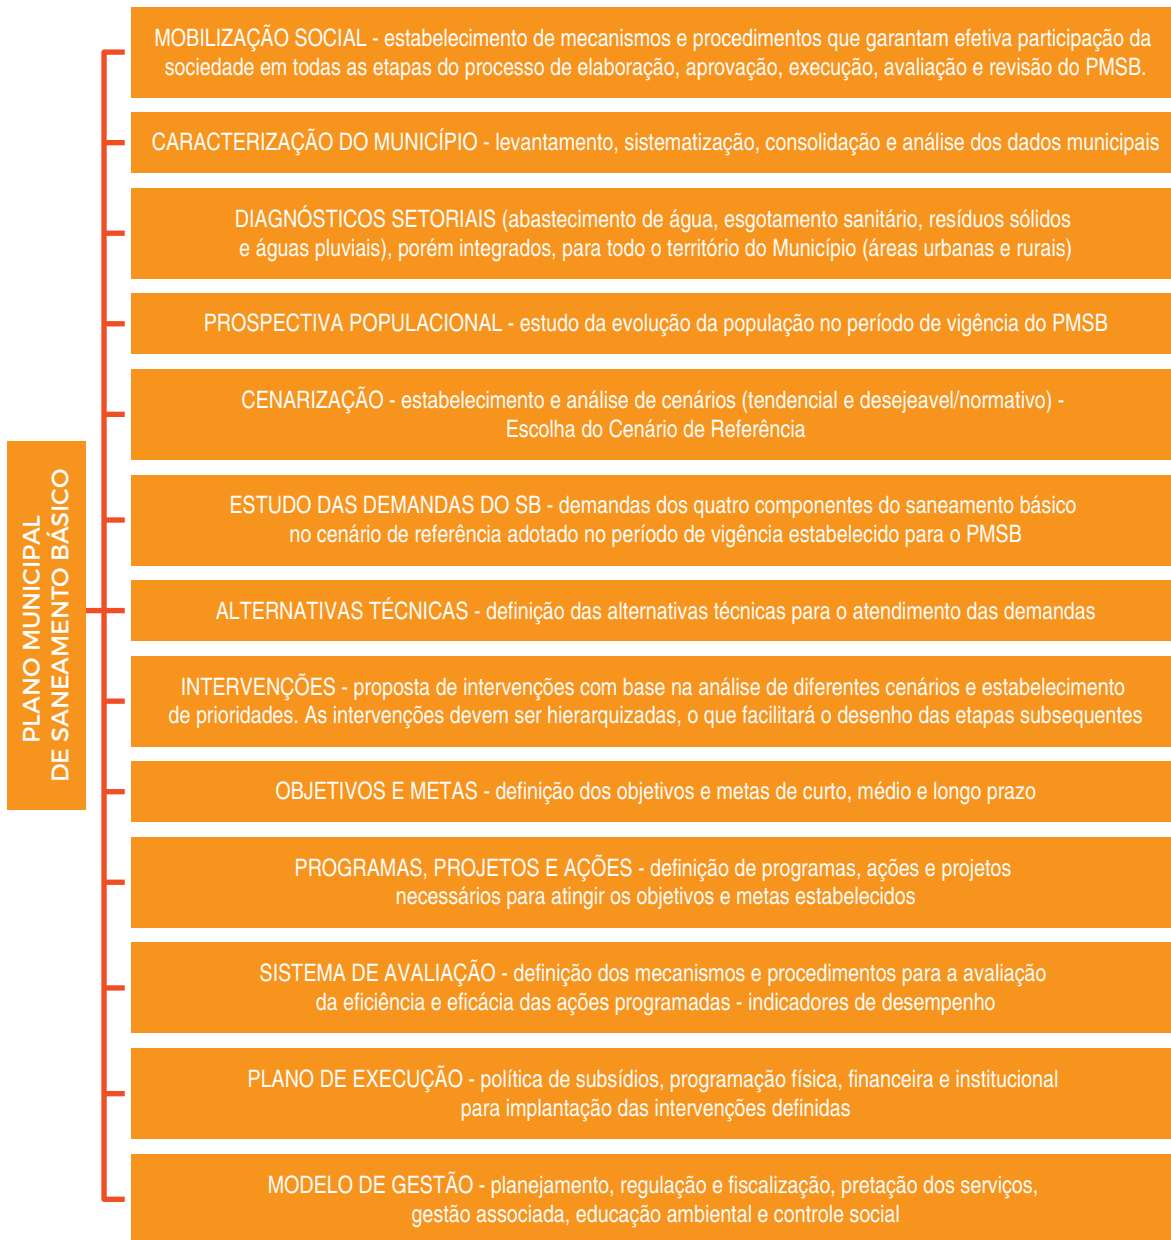 PLANO MUNICIPAL
DE SANEAMENTO BÁSICO
MOBILIZAÇÃO SOCIAL - estabelecimento de mecanismos e procedimentos que garantam efetiva participação da
sociedade em todas as etapas do processo de elaboração, aprovação, execução, avaliação e revisão do PMSB.
CARACTERIZAÇÃO DO MUNICÍPIO - levantamento, sistematização, consolidação e análise dos dados municipais
DIAGNÓSTICOS SETORIAIS (abastecimento de água, esgotamento sanitário, resíduos sólidos
e águas pluviais), porém integrados, para todo o território do Município (áreas urbanas e rurais)
PROSPECTIVA POPULACIONAL - estudo da evolução da população no período de vigência do PMSB
CENARIZAÇÃO - estabelecimento e análise de cenários (tendencial e desejeavel/normativo) -
Escolha do Cenário de Referência
ESTUDO DAS DEMANDAS DO SB - demandas dos quatro componentes do saneamento básico
no cenário de referência adotado no período de vigência estabelecido para o PMSB
ALTERNATIVAS TÉCNICAS - definição das alternativas técnicas para o atendimento das demandas
INTERVENÇÕES - proposta de intervenções com base na análise de diferentes cenários e estabelecimento
de prioridades. As intervenções devem ser hierarquizadas, o que facilitará o desenho das etapas subsequentes
OBJETIVOS E METAS - definição dos objetivos e metas de curto, médio e longo prazo
PROGRAMAS, PROJETOS E AÇÕES - definição de programas, ações e projetos
necessários para atingir os objetivos e metas estabelecidos
SISTEMA DE AVALIAÇÃO - definição dos mecanismos e procedimentos para a avaliação
da eficiência e eficácia das ações programadas - indicadores de desempenho
PLANO DE EXECUÇÃO - política de subsídios, programação física, financeira e institucional
para implantação das intervenções definidas
MODELO DE GESTÃO - planejamento, regulação e fiscalização, pretação dos serviços,
gestão associada, educação ambiental e controle social